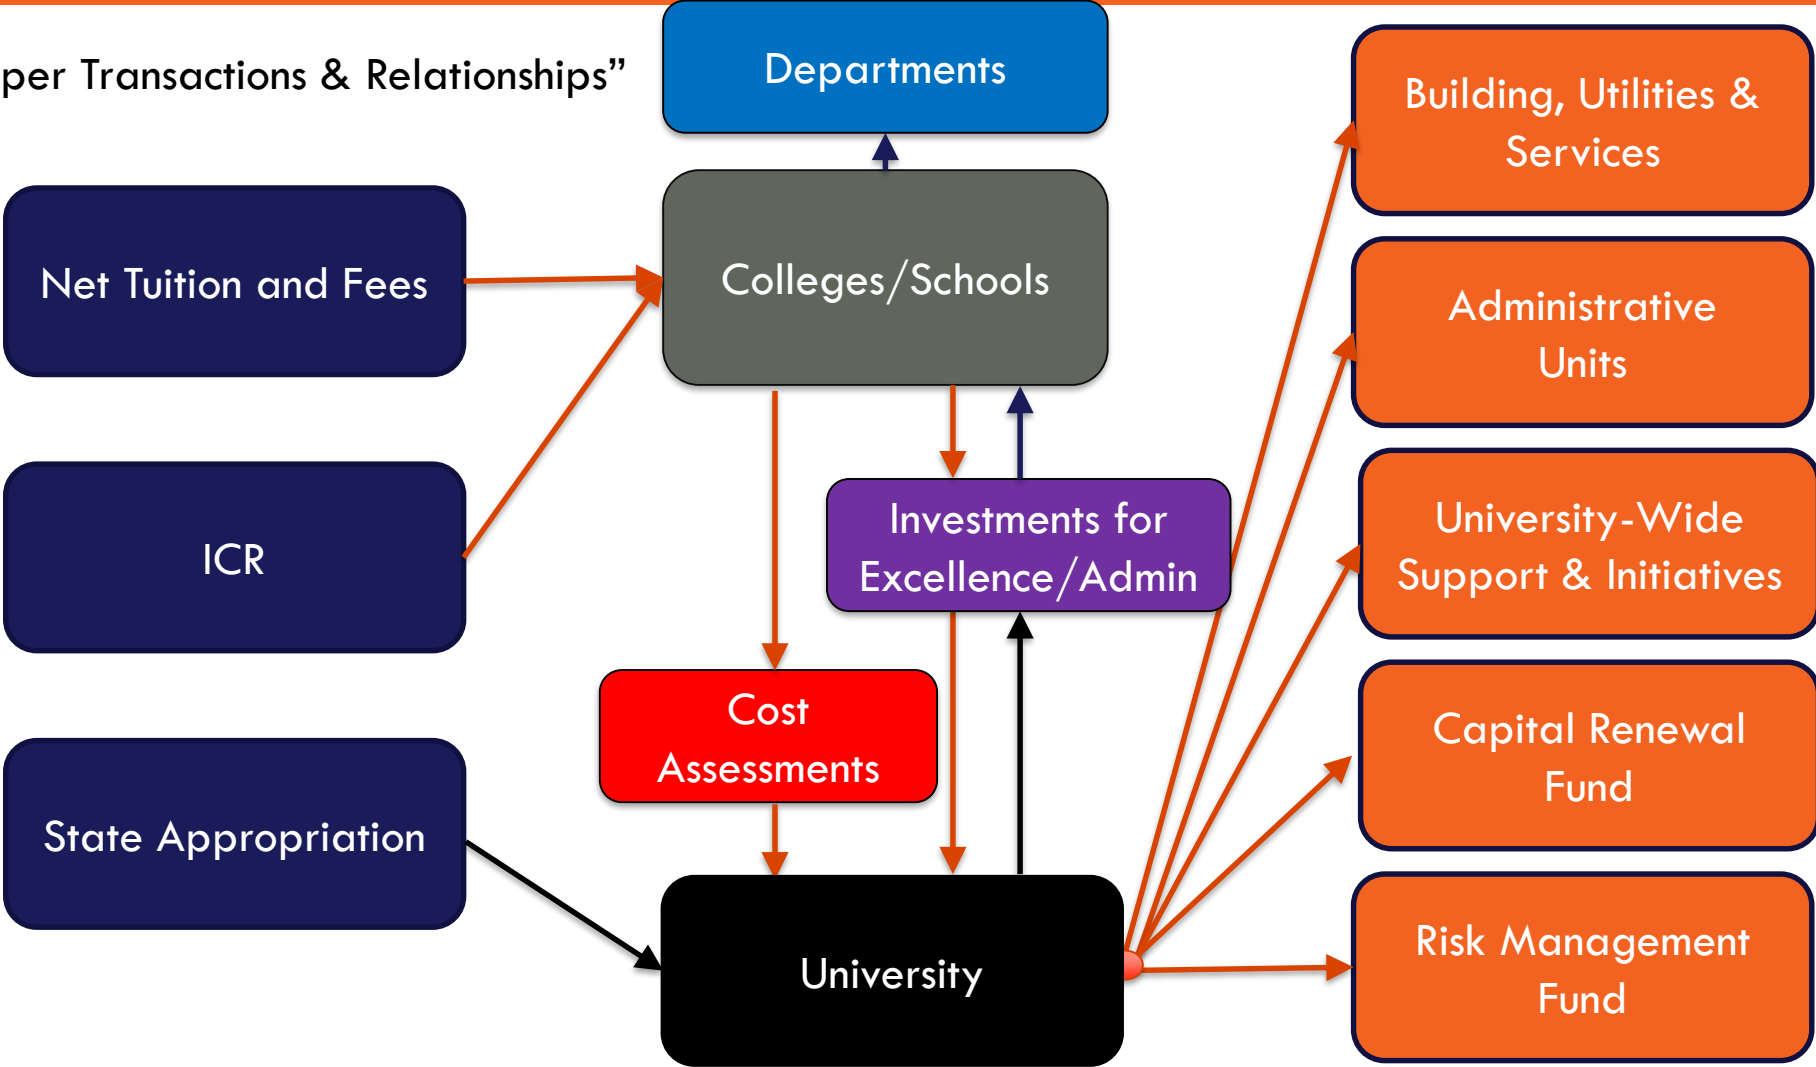 per Transactions & Relationships”
Departments
Building, Utilities &
Services
Net Tuition and Fees
Colleges/Schools
Administrative
Units
ICR
Investments for
Excellence/Admin
University-Wide
Support & Initiatives
Cost
Assessments
Capital Renewal
Fund
State Appropriation
University
Risk Management
Fund